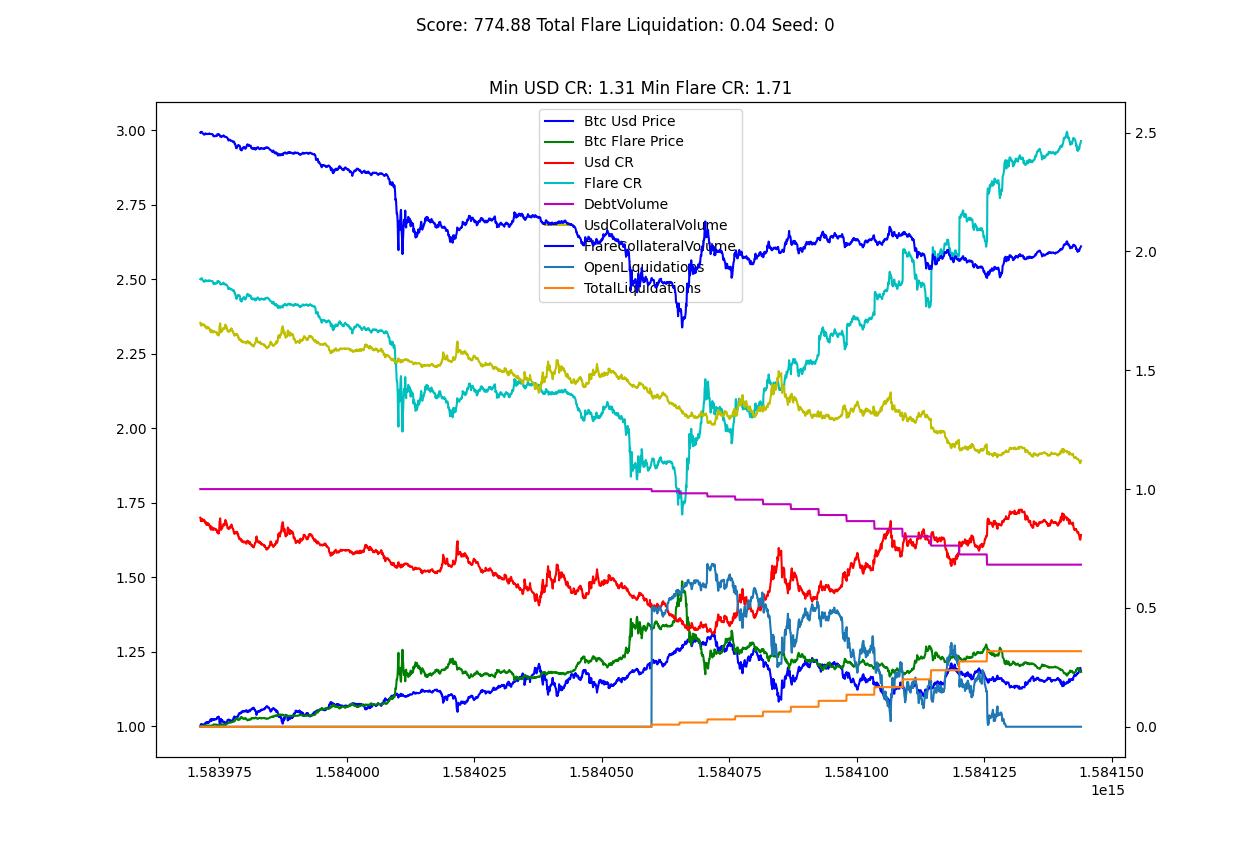 Score: 774.88 Total Flare Liquidation: 0.04 Seed: 0
Min USD CR: 1.31 Min Flare CR: 1.71
Btc Usd Price
Btc Flare Price
Usd CR
Flare CR
DebtVolume
UsdCollateralVolume
FlareCollateralVolume
OpenLiquidations
TotalLiquidations
3.00
2.75
2.50
2.25
2.00
1.75
1.50
1.25
1.00
2.5
2.0
1.5
1.0
0.5
0.0
1.583975
1.584000
1.584025
1.584050
1.584075
1.584100
1.584125
1.584150
1e15